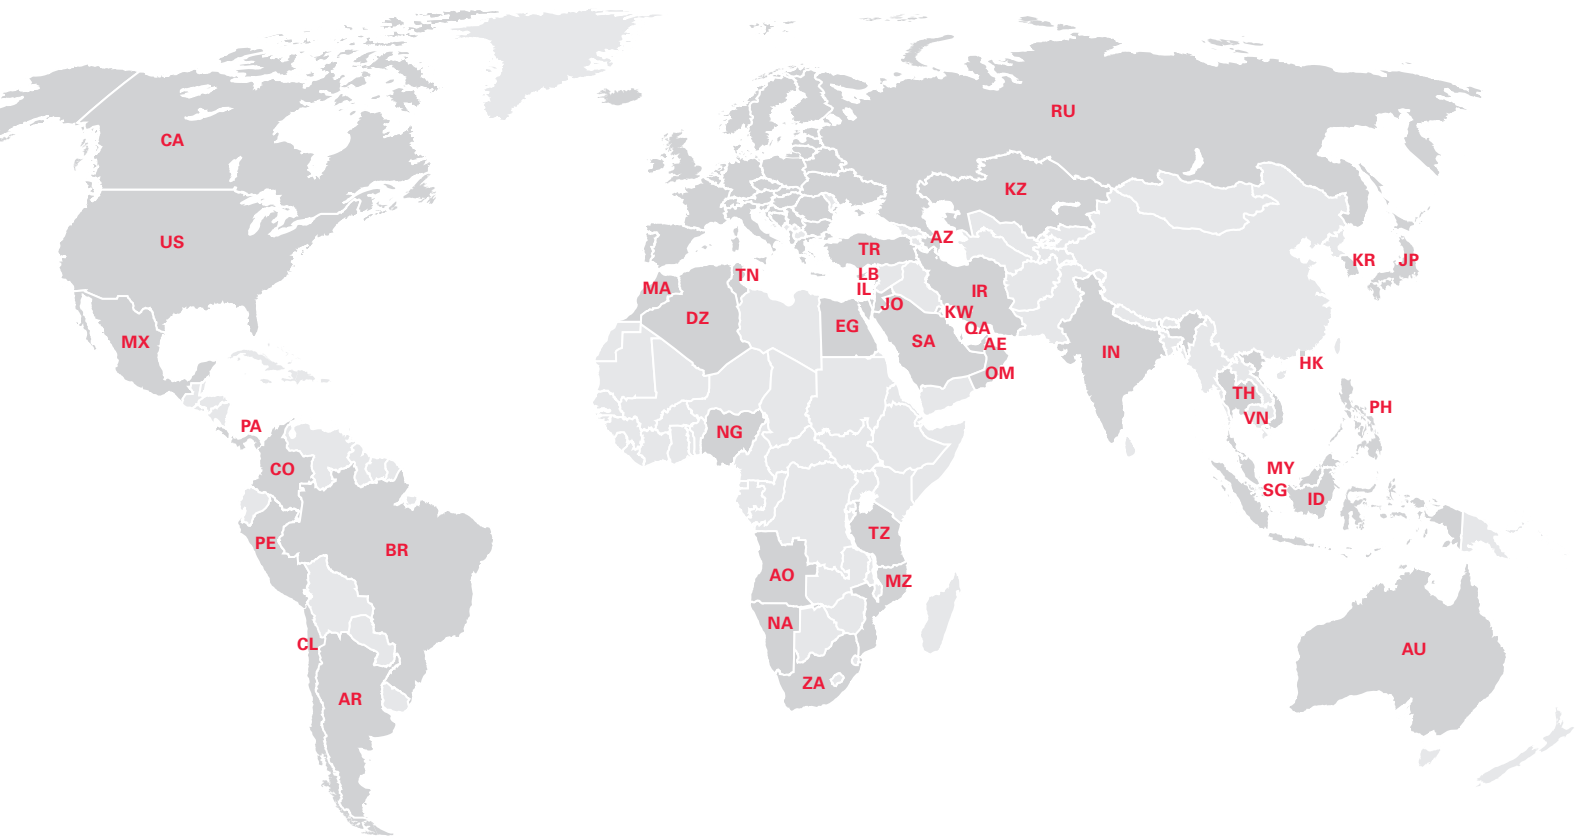 RU
CA
KZ
AZ
US
TR
KR
JP
LB
TN
MA
IL
IR
JO
KW
DZ
EG
QA
MX
SA
AE
IN
HK
OM
TH
PH
VN
PA
NG
CO
MY
SG
ID
TZ
PE
BR
AO
MZ
NA
CL
AU
ZA
AR